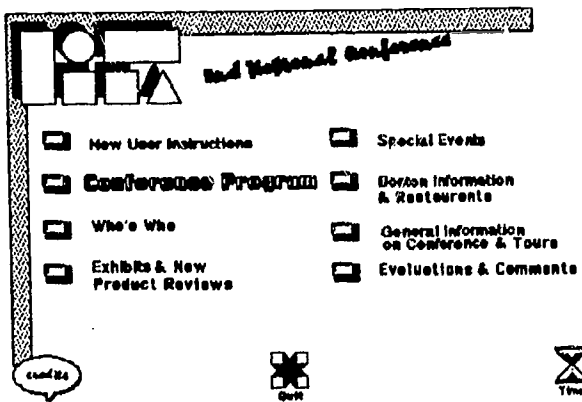 2nd National Conference
New User Instructions
Conference Program
Who's Who
Exhibits & New
Product Reviews
Special Events
Boston Information
& Restaurants
General Information
on Conference & Tours
Evaluations & Comments
credits
Quit
Time